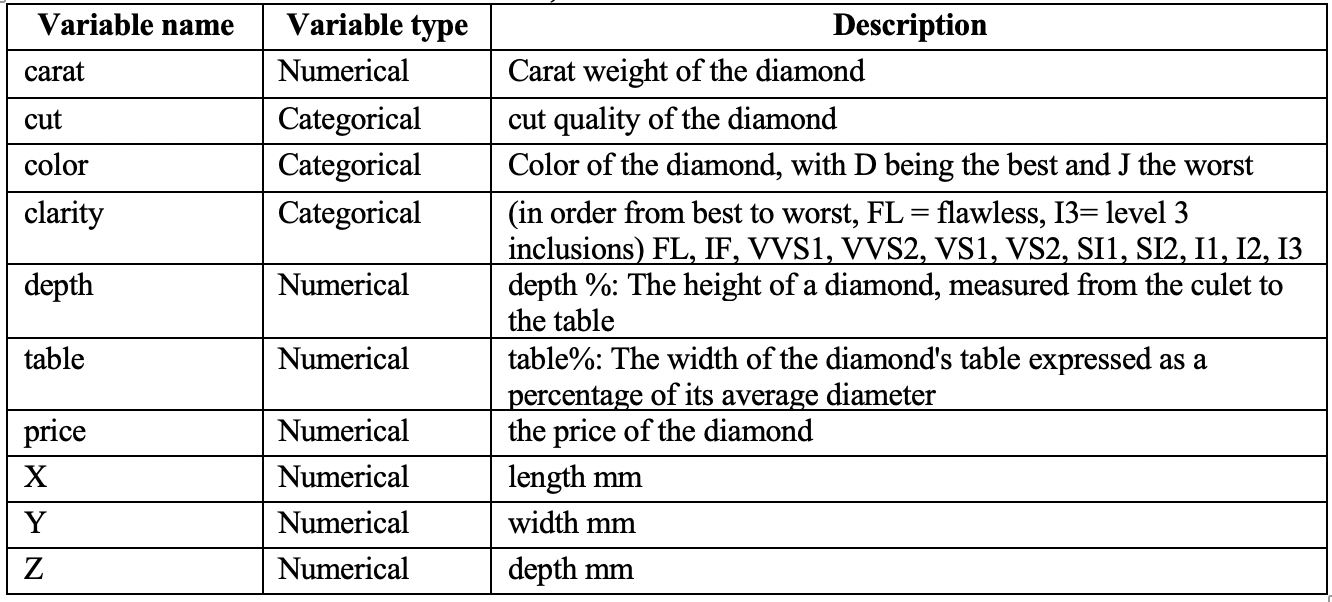 Variable name Variable type Description
carat Numerical Carat weight of the diamond
cut Categorical cut quality of the diamond
color Categorical Color of the diamond, with D being the best and J the worst
clarity Categorical (in order from best to worst, FL = flawless, I3= level 3
inclusions) FL, IF, VVS1, VVS2, VS1, VS2, SI1, SI2, I1, I2, I3
depth Numerical depth %: The height of a diamond, measured from the culet to
the table
table Numerical table%: The width of the diamond's table expressed as a
percentage of its average diameter
price Numerical the price of the diamond
X Numerical length mm
Y Numerical width mm
Z Numerical depth mm